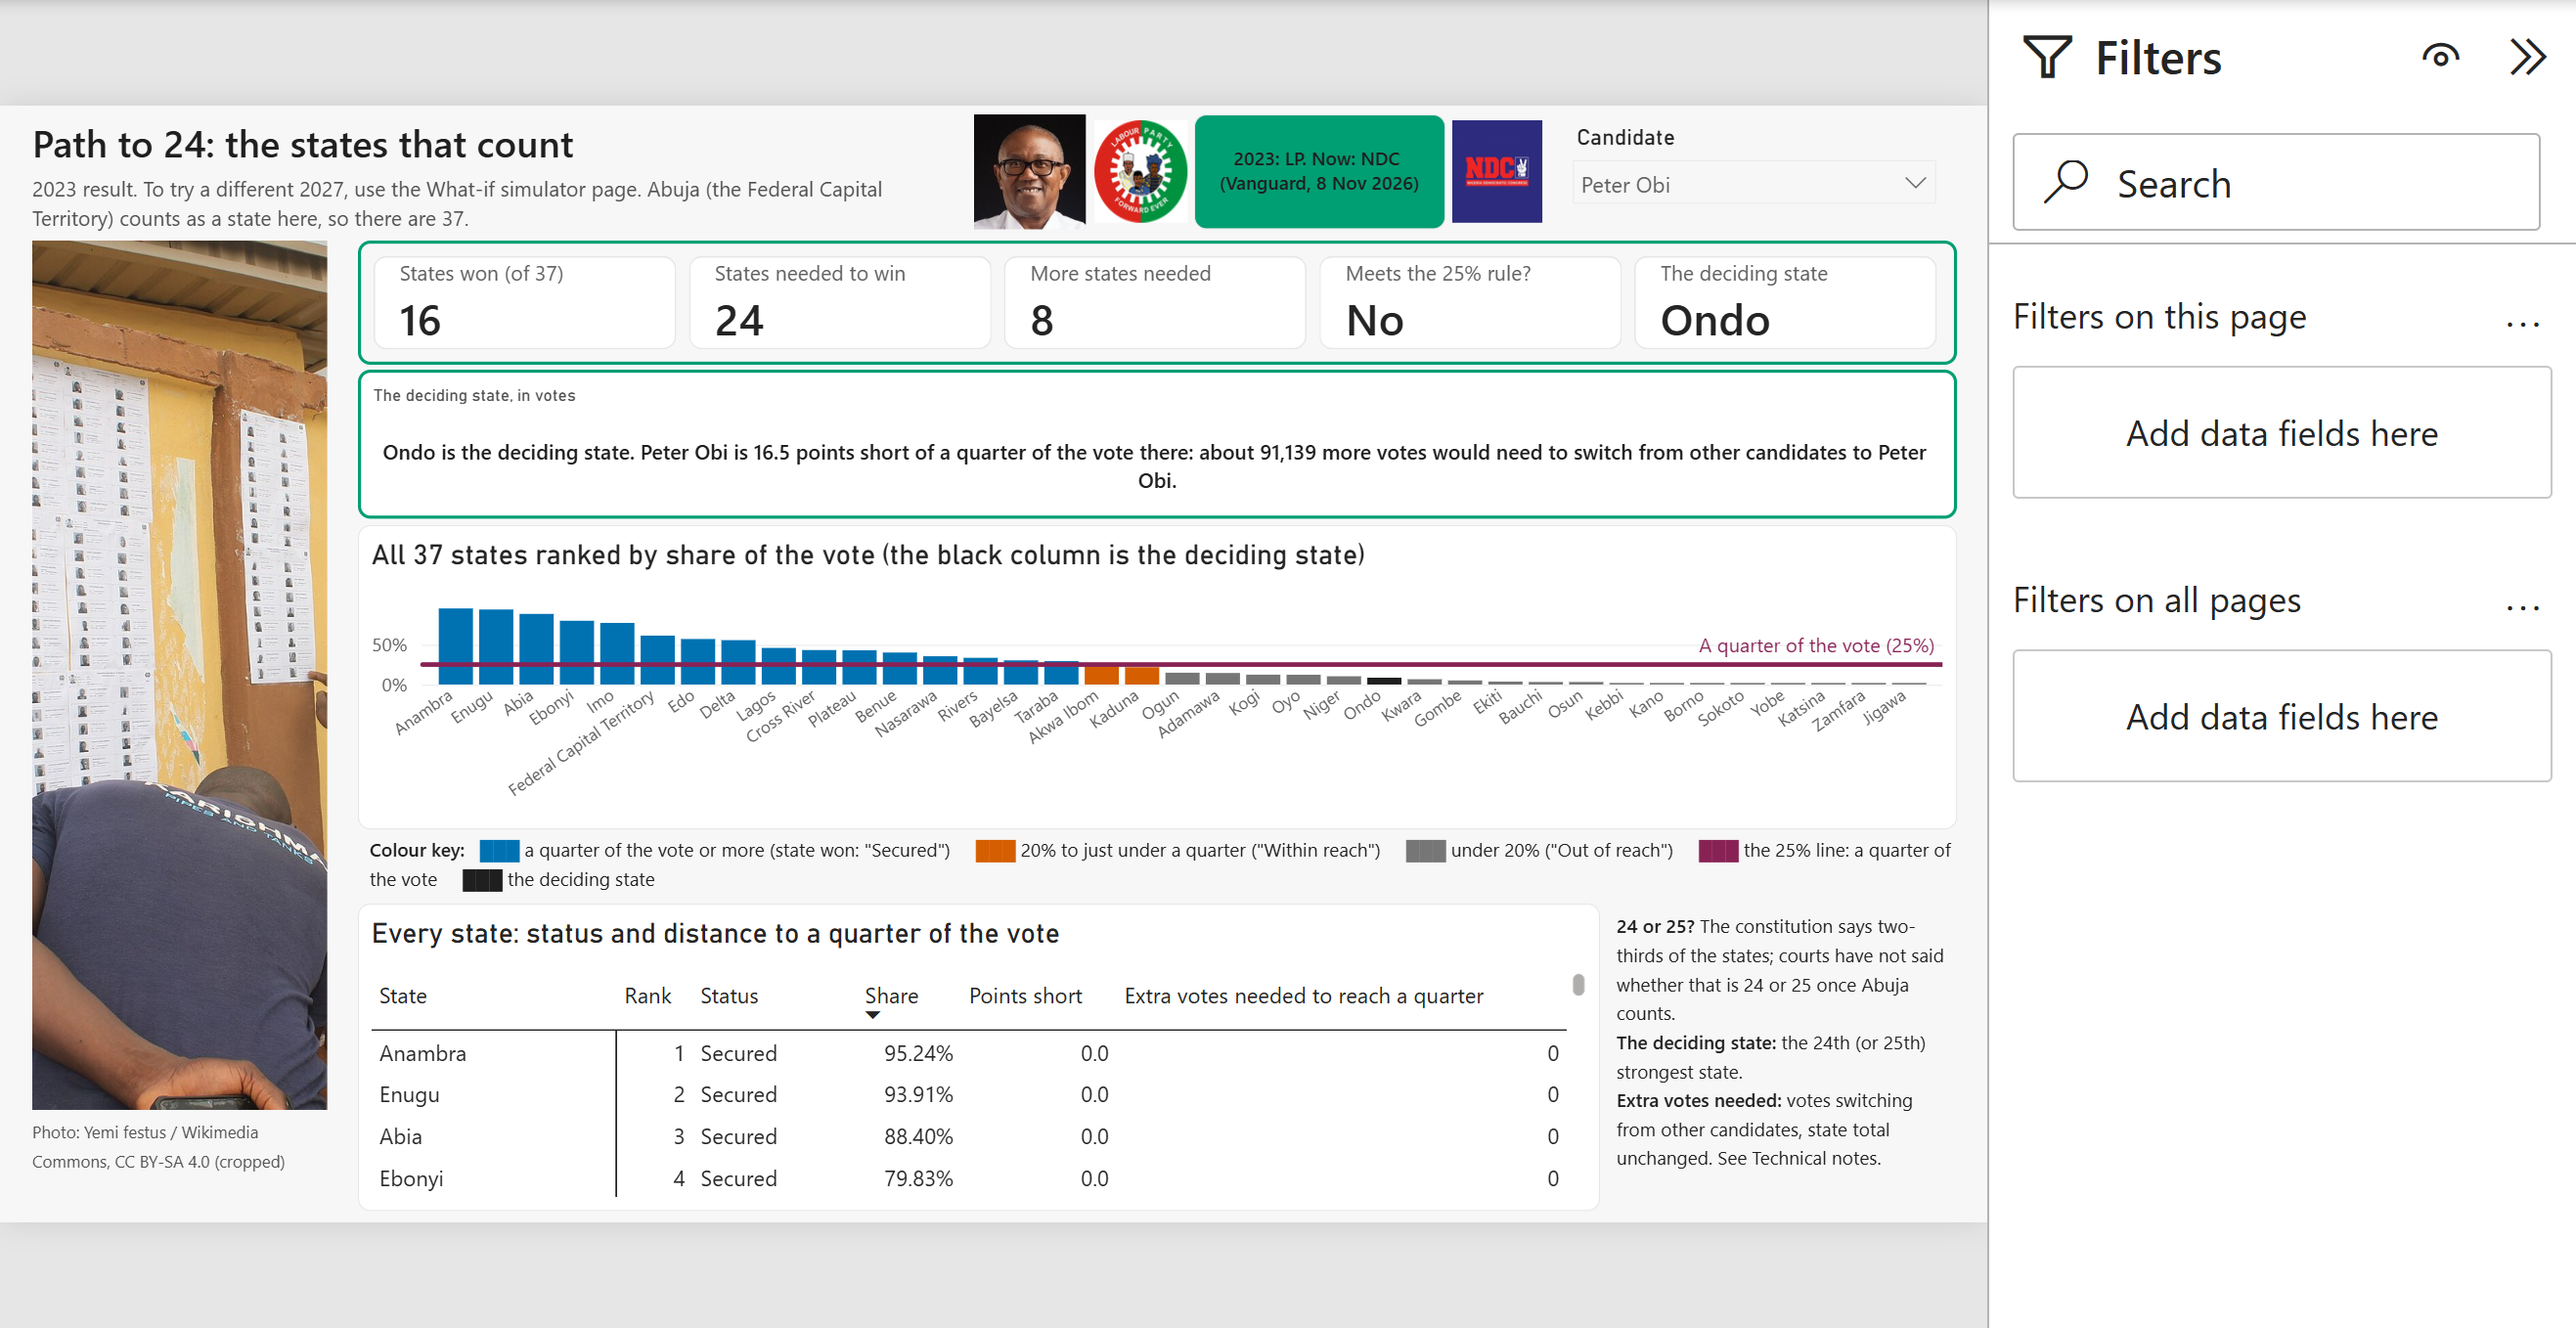 Path to 24: the states that count
2023 result. To try a different 2027, use the What-if simulator page. Abuja (the Federal Capital
Territory) counts as a state here, so there are 37.
LABOUR PARTY
FORWARD EVER
2023: LP. Now: NDC
(Vanguard, 8 Nov 2026)
NDC
Candidate
Peter Obi
States won (of 37)
16
States needed to win
24
More states needed
8
Meets the 25% rule?
No
The deciding state
Ondo
The deciding state, in votes
Ondo is the deciding state. Peter Obi is 16.5 points short of a quarter of the vote there: about 91,139 more votes would need to switch from other candidates to Peter
Obi.
All 37 states ranked by share of the vote (the black column is the deciding state)
50%
0%
A quarter of the vote (25%)
Anambra
Enugu
Abia
Ebonyi
Imo
Federal Capital Territory
Edo
Delta
Lagos
Cross River
Plateau
Benue
Nasarawa
Rivers
Bayelsa
Taraba
Akwa Ibom
Kaduna
Ogun
Adamawa
Kogi
Oyo
Niger
Ondo
Kwara
Gombe
Ekiti
Bauchi
Osun
Kebbi
Kano
Borno
Sokoto
Yobe
Katsina
Zamfara
Jigawa
Colour key: a quarter of the vote or more (state won: "Secured") 20% to just under a quarter ("Within reach") under 20% ("Out of reach") the 25% line: a quarter of
the vote the deciding state
Every state: status and distance to a quarter of the vote
State Rank Status Share Points short Extra votes needed to reach a quarter
Anambra 1 Secured 95.24% 0.0 0
Enugu 2 Secured 93.91% 0.0 0
Abia 3 Secured 88.40% 0.0 0
Ebonyi 4 Secured 79.83% 0.0 0
24 or 25? The constitution says two-
thirds of the states; courts have not said
whether that is 24 or 25 once Abuja
counts.
The deciding state: the 24th (or 25th)
strongest state.
Extra votes needed: votes switching
from other candidates, state total
unchanged. See Technical notes.
PIPES AND TANKS
Photo: Yemi festus / Wikimedia
Commons, CC BY-SA 4.0 (cropped)
Filters
Search
Filters on this page
...
Add data fields here
Filters on all pages
...
Add data fields here